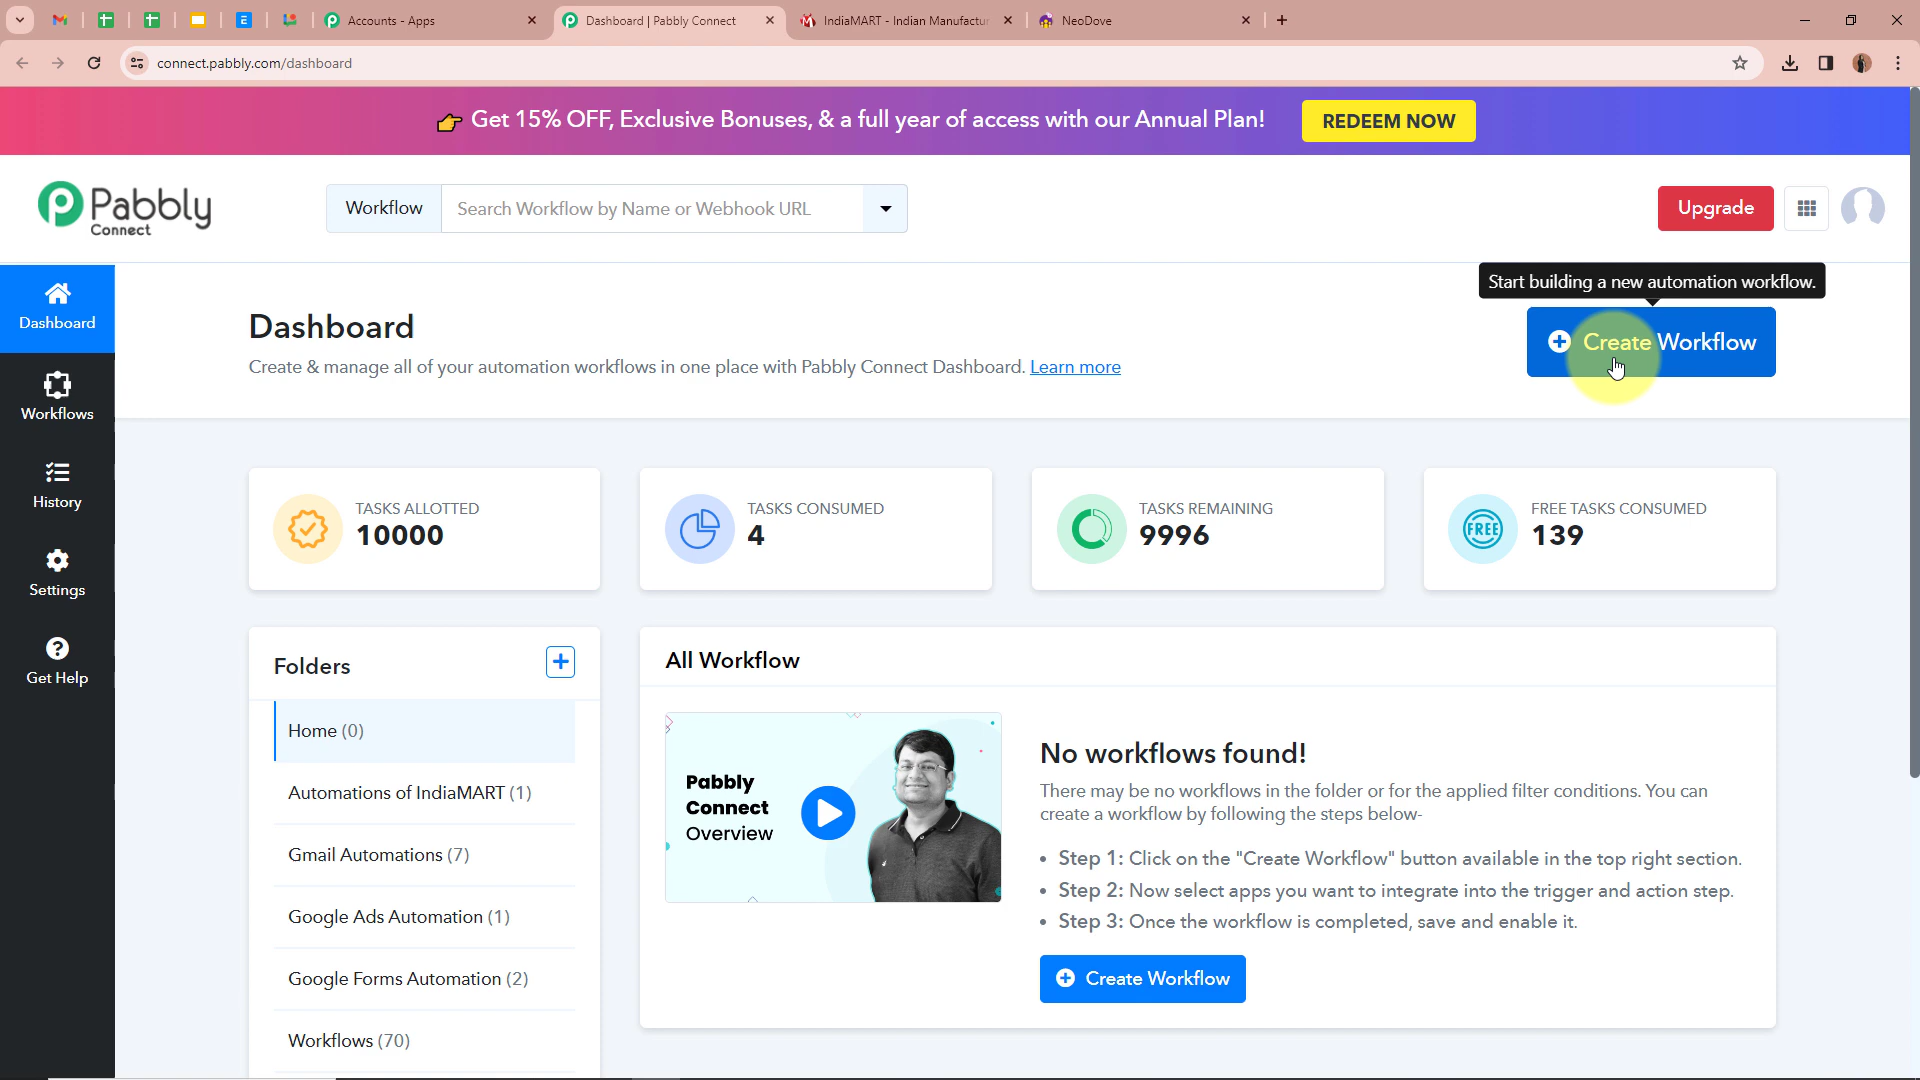 Accounts - Apps
Dashboard | Pabbly Connect
IndiaMART - Indian Manufactur
NeoDove
connect.pabbly.com/dashboard
👉 Get 15% OFF, Exclusive Bonuses, & a full year of access with our Annual Plan!
REDEEM NOW
Pabbly
Connect
Workflow
Search Workflow by Name or Webhook URL
Upgrade
Start building a new automation workflow.
Dashboard
Workflows
History
Settings
Get Help
Dashboard
Create & manage all of your automation workflows in one place with Pabbly Connect Dashboard. Learn more
Create Workflow
TASKS ALLOTTED
10000
TASKS CONSUMED
4
TASKS REMAINING
9996
FREE
FREE TASKS CONSUMED
139
Folders
Home (0)
Automations of IndiaMART (1)
Gmail Automations (7)
Google Ads Automation (1)
Google Forms Automation (2)
Workflows (70)
All Workflow
Pabbly
Connect
Overview
No workflows found!
There may be no workflows in the folder or for the applied filter conditions. You can
create a workflow by following the steps below-
• Step 1: Click on the "Create Workflow" button available in the top right section.
• Step 2: Now select apps you want to integrate into the trigger and action step.
• Step 3: Once the workflow is completed, save and enable it.
Create Workflow